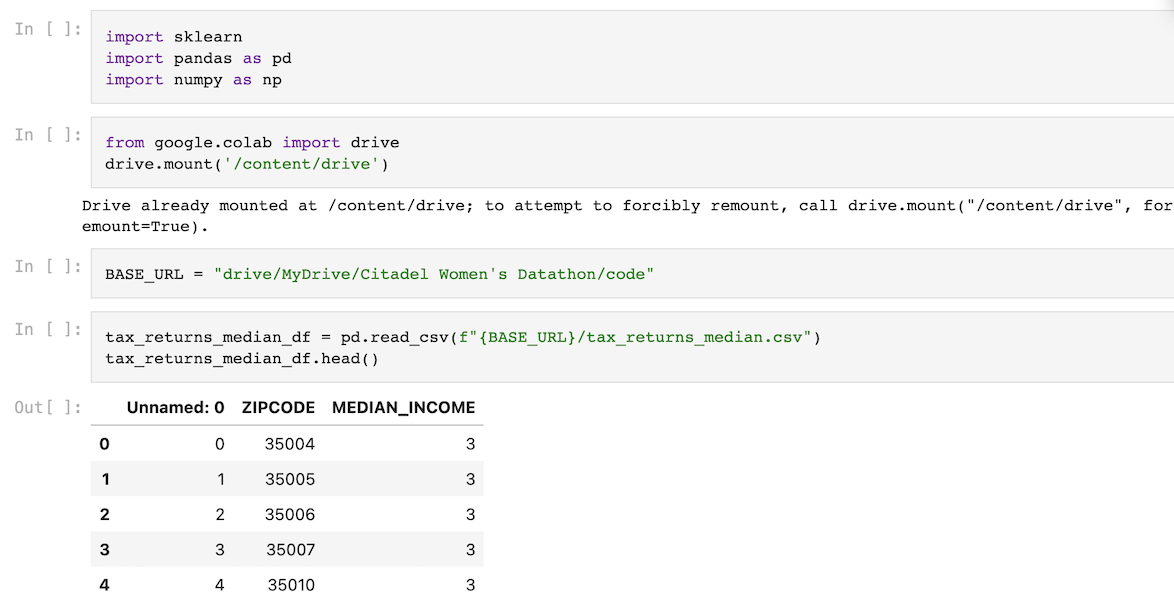 In [ ]:
import sklearn
import pandas as pd
import numpy as np
In [ ]:
from google.colab import drive
drive.mount('/content/drive')
Drive already mounted at /content/drive; to attempt to forcibly remount, call drive.mount("/content/drive", for
emount=True).
In [ ]:
BASE_URL = "drive/MyDrive/Citadel Women's Datathon/code"
In [ ]:
tax_returns_median_df = pd.read_csv(f"{BASE_URL}/tax_returns_median.csv")
tax_returns_median_df.head()
Out[ ]:
Unnamed: 0 ZIPCODE MEDIAN_INCOME
0 0 35004 3
1 1 35005 3
2 2 35006 3
3 3 35007 3
4 4 35010 3